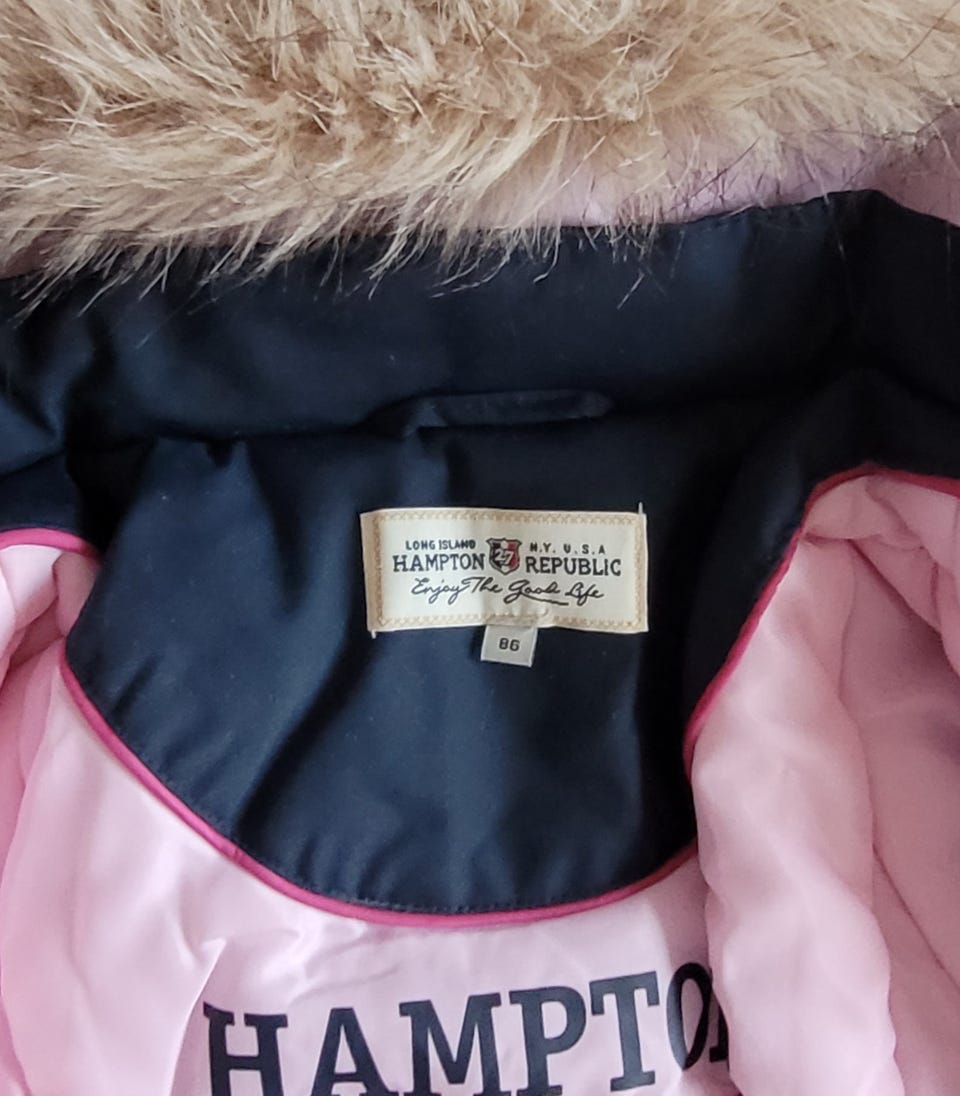 LONG ISLAND 27 N.Y. U.S.A
HAMPTON REPUBLIC
Enjoy The Good Life
86
HAMPTON